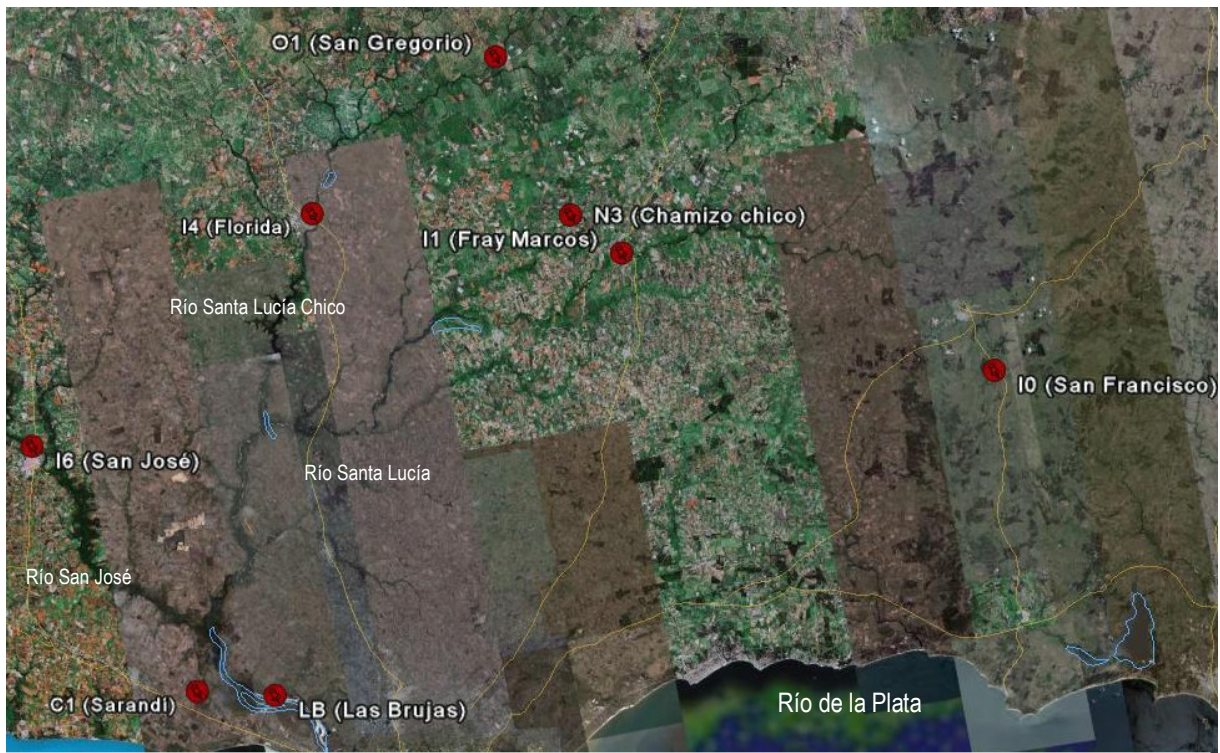 O1 (San Gregorio)
N3 (Chamizo chico)
I4 (Florida)
I1 (Fray Marcos)
Río Santa Lucía Chico
I0 (San Francisco)
I6 (San José)
Río Santa Lucía
Río San José
C1 (Sarandí)
LB (Las Brujas)
Río de la Plata